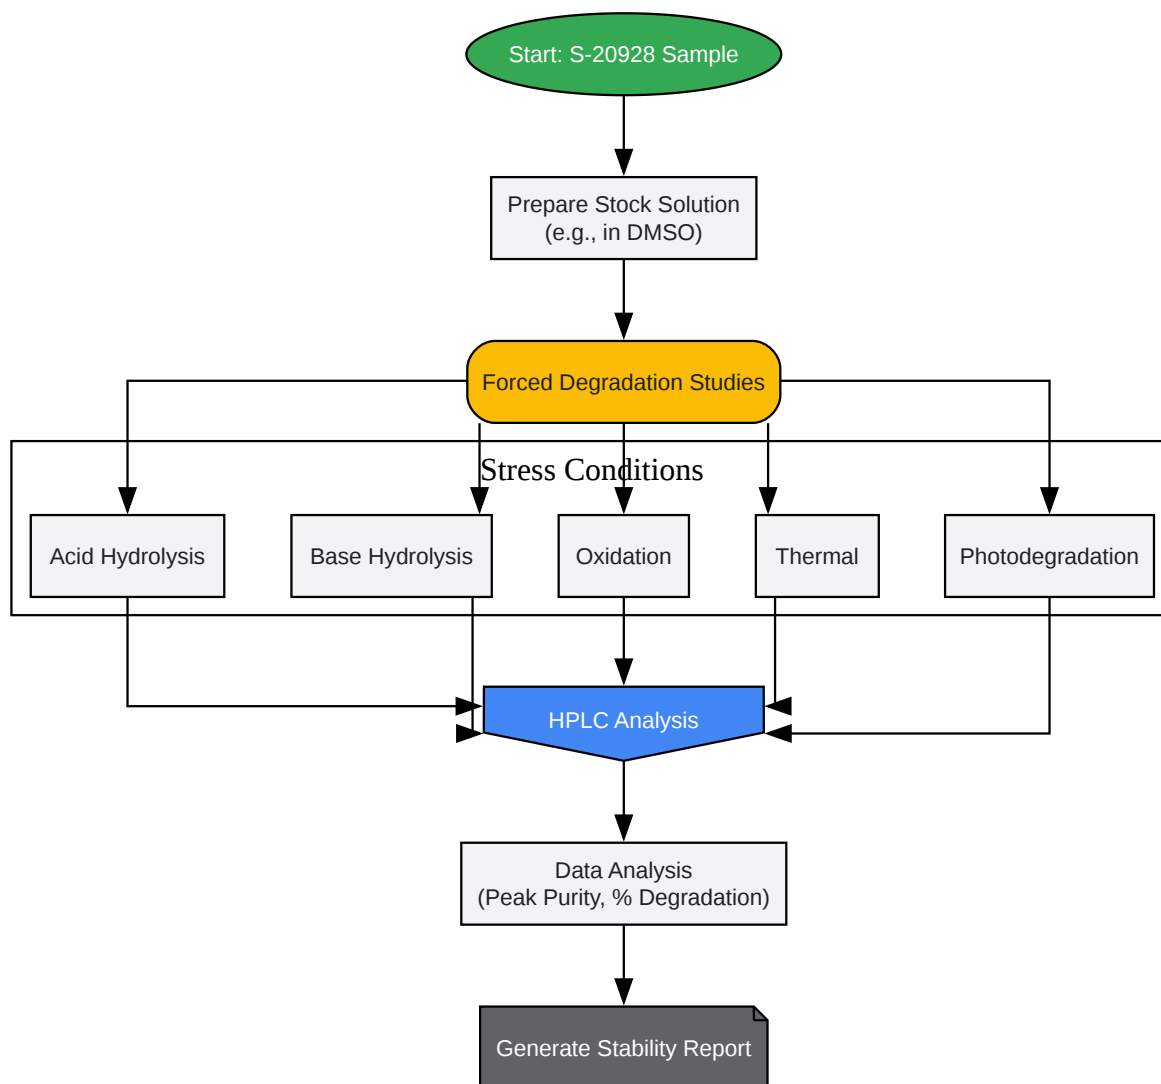 Start: S-20928 Sample
Prepare Stock Solution
(e.g., in DMSO)
Forced Degradation Studies
Stress Conditions
Acid Hydrolysis
Base Hydrolysis
Oxidation
Thermal
Photodegradation
HPLC Analysis
Data Analysis
(Peak Purity, % Degradation)
Generate Stability Report